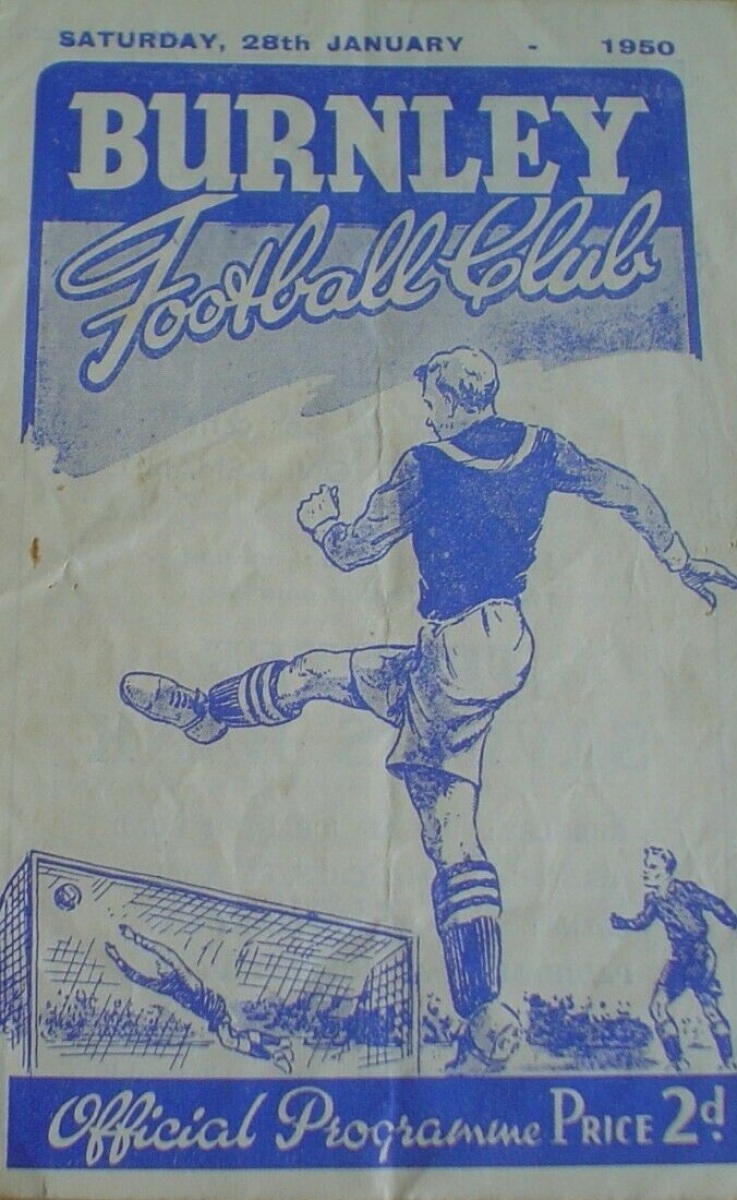 SATURDAY, 28th JANUARY - 1950
BURNLEY
Football Club
Official Programme PRICE 2d.